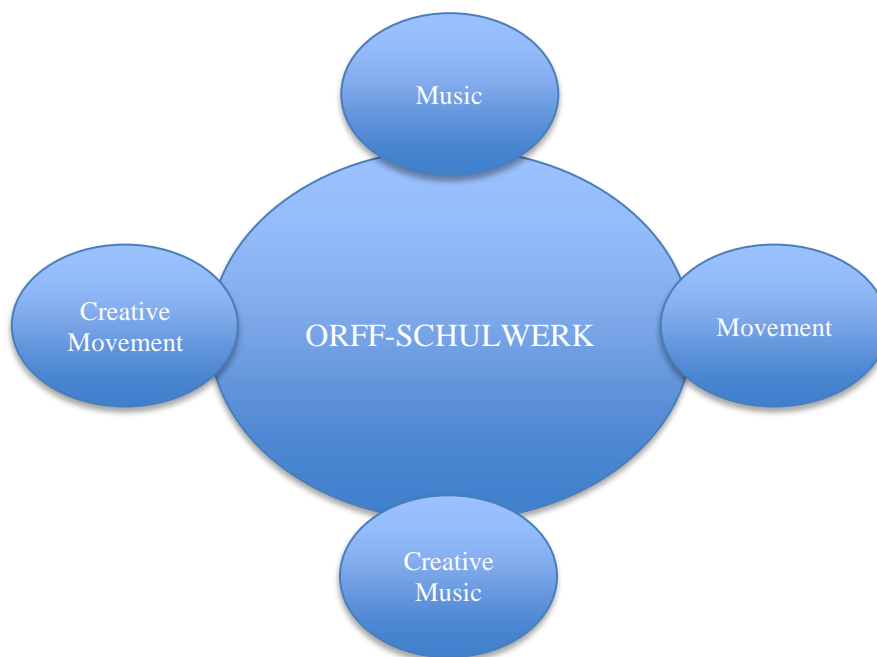 Music
Creative
Movement
ORFF-SCHULWERK
Movement
Creative
Music